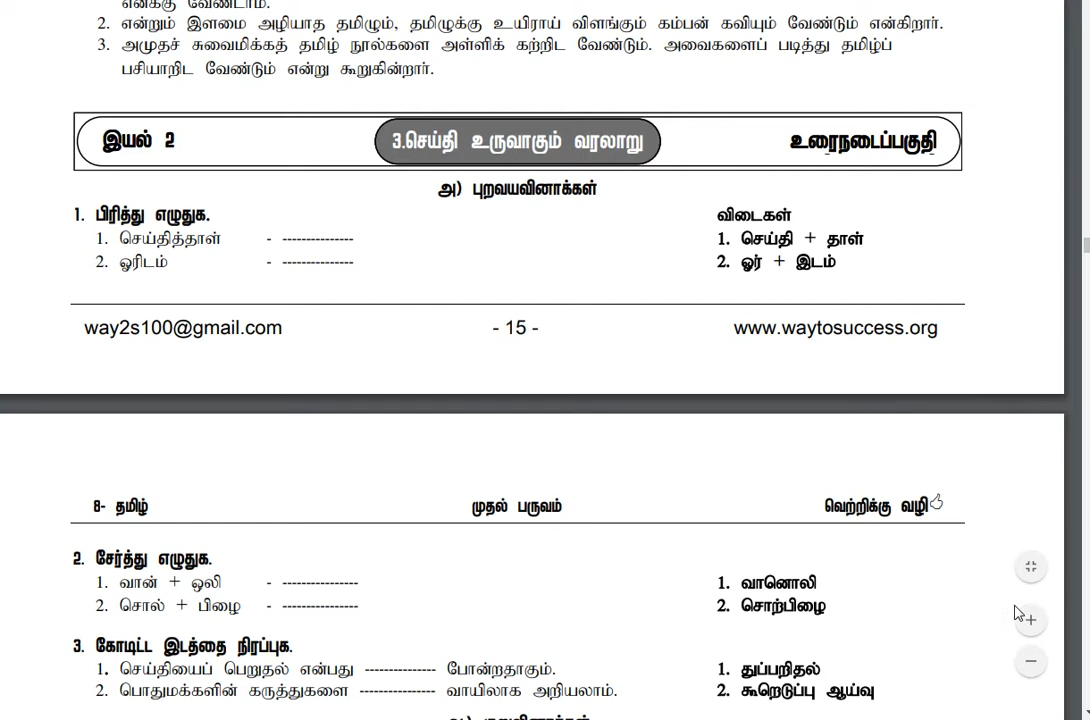 எனக்கு வேண்டாம்.
2. என்றும் இளமை அழியாத தமிழும், தமிழுக்கு உயிராய் விளங்கும் கம்பன் கவியும் வேண்டும் என்கிறார்.
3. அமுதச் சுவைமிக்கத் தமிழ் நூல்களை அள்ளிக் கற்றிட வேண்டும். அவைகளைப் படித்து தமிழ்ப்
பசியாறிட வேண்டும் என்று கூறுகின்றார்.
இயல் 2 3.செய்தி உருவாகும் வரலாறு உரைநடைப்பகுதி
அ) புறவயவினாக்கள்
1. பிரித்து எழுதுக. விடைகள்
1. செய்தித்தாள் - --------------- 1. செய்தி + தாள்
2. ஓரிடம் - --------------- 2. ஓர் + இடம்
way2s100@gmail.com - 15 - www.waytosuccess.org
8- தமிழ் முதல் பருவம் வெற்றிக்கு வழி
2. சேர்த்து எழுதுக.
1. வான் + ஒலி - ---------------- 1. வானொலி
2. சொல் + பிழை - ---------------- 2. சொற்பிழை
3. கோடிட்ட இடத்தை நிரப்புக.
1. செய்தியைப் பெறுதல் என்பது --------------- போன்றதாகும். 1. துப்பறிதல்
2. பொதுமக்களின் கருத்துகளை ---------------- வாயிலாக அறியலாம். 2. கூறெடுப்பு ஆய்வு